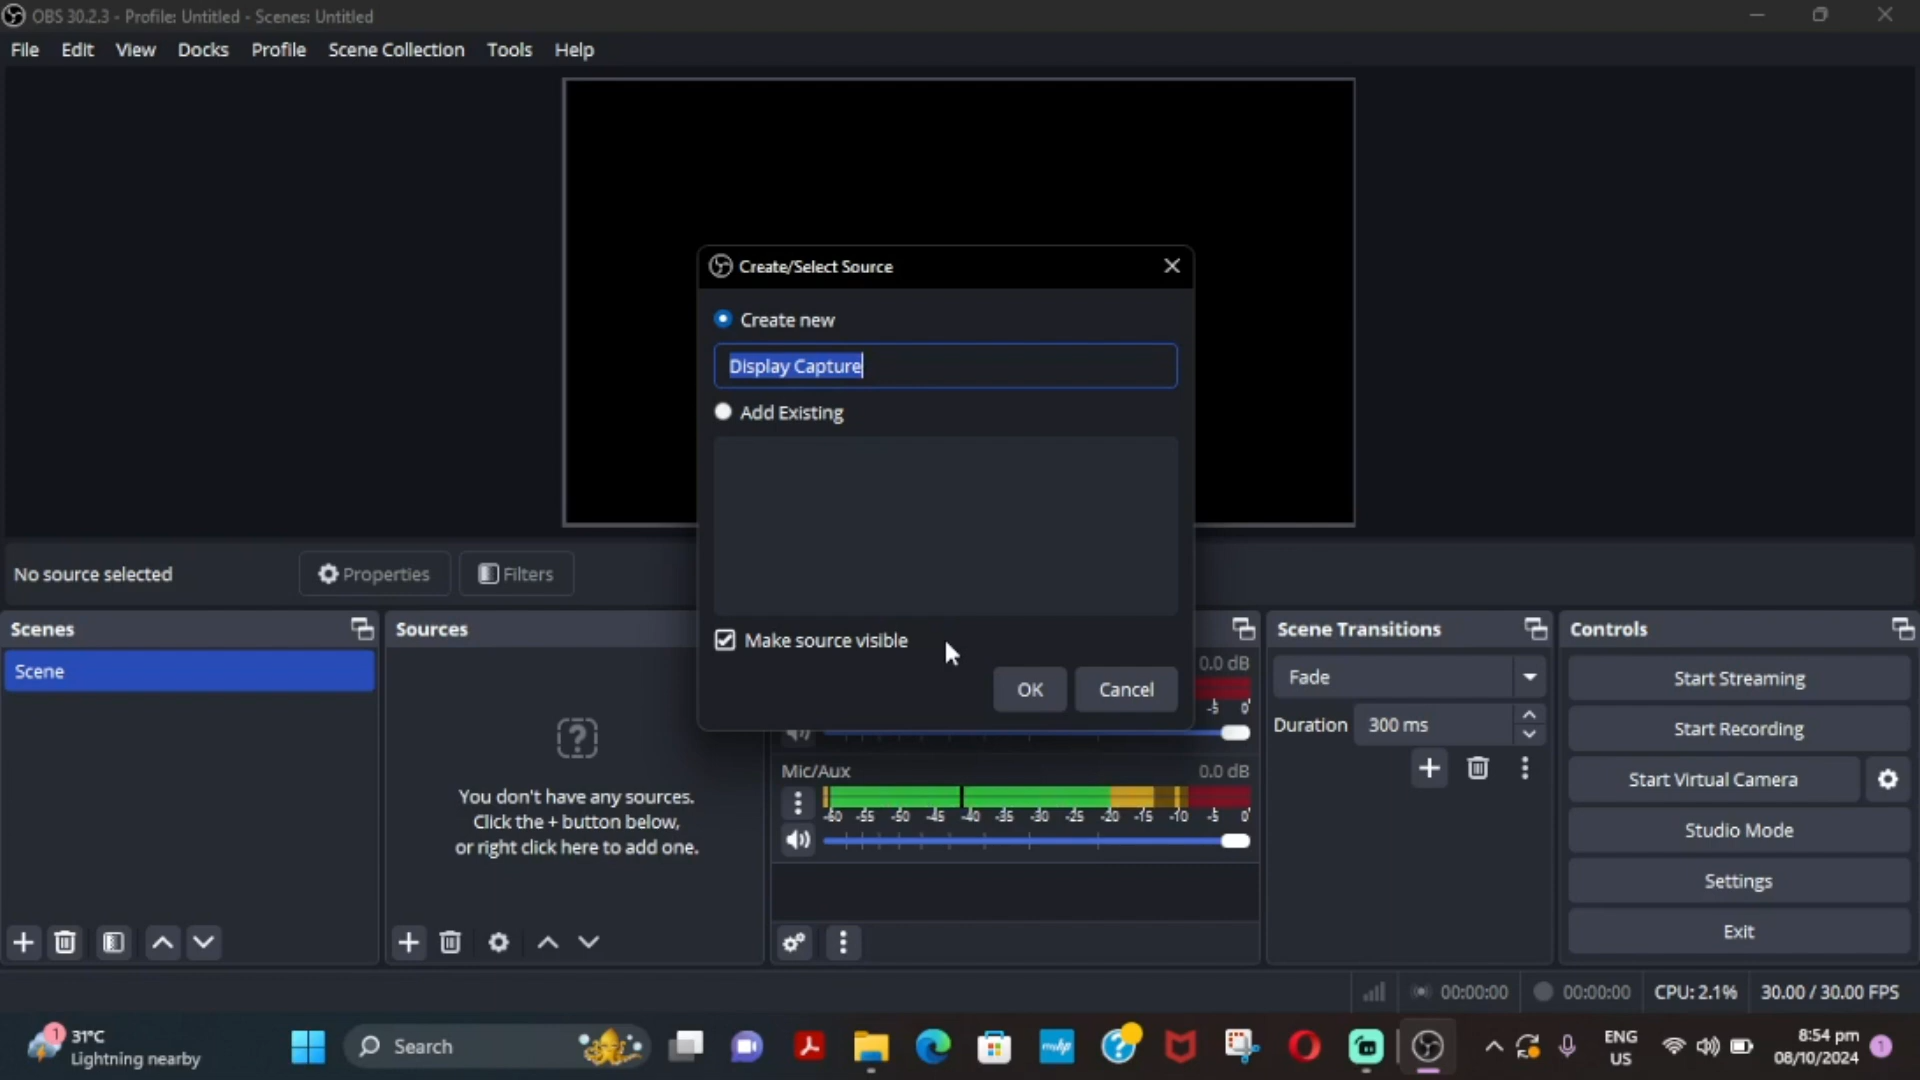 OBS 30.2.3 - Profile: Untitled - Scenes: Untitled
File Edit View Docks Profile Scene Collection Tools Help
Create/Select Source
Create new
Display Capture
Add Existing
Make source visible
OK Cancel
No source selected Properties Filters
Scenes Sources Scene Transitions Controls
Scene
You don't have any sources.
Click the + button below,
or right click here to add one.
0.0 dB
-5 0
Mic/Aux 0.0 dB
-60 -55 -50 -45 -40 -35 -30 -25 -20 -15 -10 -5 0
Fade
Duration 300 ms
Start Streaming
Start Recording
Start Virtual Camera
Studio Mode
Settings
Exit
00:00:00 00:00:00 CPU: 2.1% 30.00 / 30.00 FPS
1 31°C
Lightning nearby
Search
myhp
ENG
US
8:54 pm
08/10/2024
1